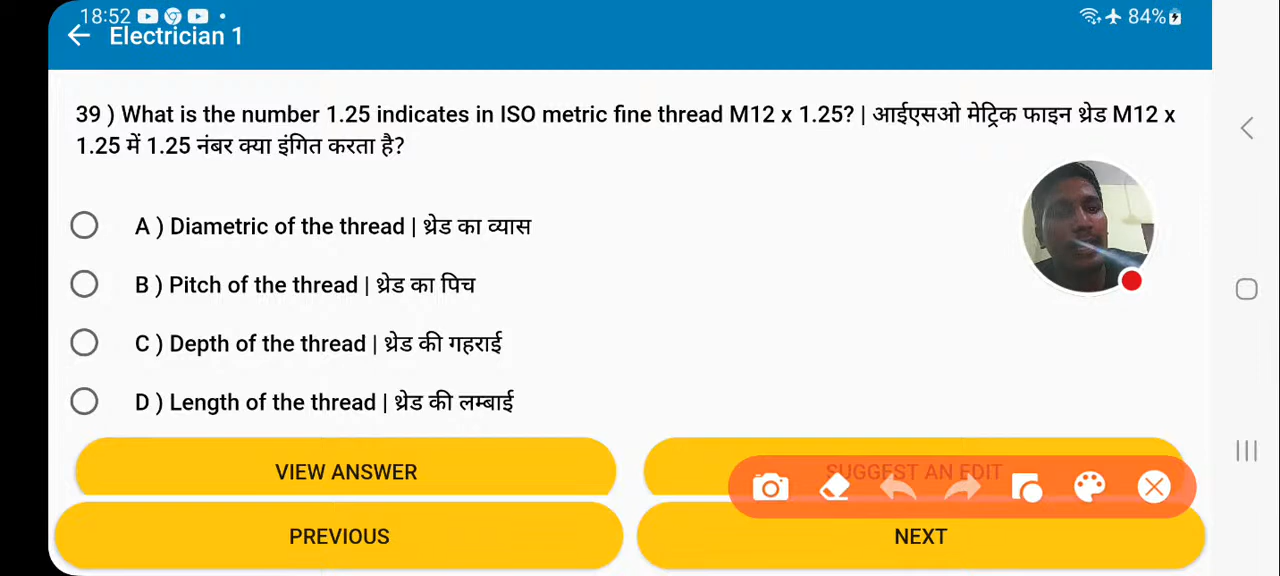 18:52
84%
Electrician 1
39 ) What is the number 1.25 indicates in ISO metric fine thread M12 x 1.25? | आईएसओ मेट्रिक फाइन थ्रेड M12 x
1.25 में 1.25 नंबर क्या इंगित करता है?
A ) Diametric of the thread | थ्रेड का व्यास
B ) Pitch of the thread | थ्रेड का पिच
C ) Depth of the thread | थ्रेड की गहराई
D ) Length of the thread | थ्रेड की लम्बाई
VIEW ANSWER
SUGGEST AN EDIT
PREVIOUS
NEXT